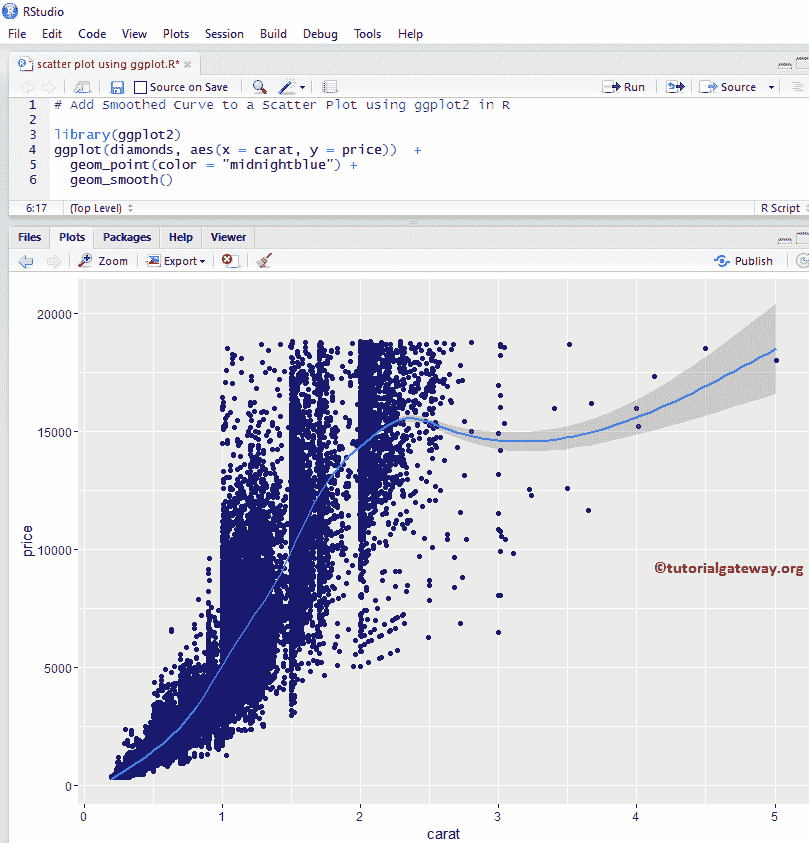 RStudio
File Edit Code View Plots Session Build Debug Tools Help
scatter plot using ggplot.R*
Source on Save Run Source
1 # Add Smoothed Curve to a Scatter Plot using ggplot2 in R
2
3 library(ggplot2)
4 ggplot(diamonds, aes(x = carat, y = price)) +
5 geom_point(color = "midnightblue") +
6 geom_smooth()
6:17 (Top Level) R Script
Files Plots Packages Help Viewer
Zoom Export Publish
20000
15000
10000
5000
0
price
©tutorialgateway.org
0 1 2 3 4 5
carat